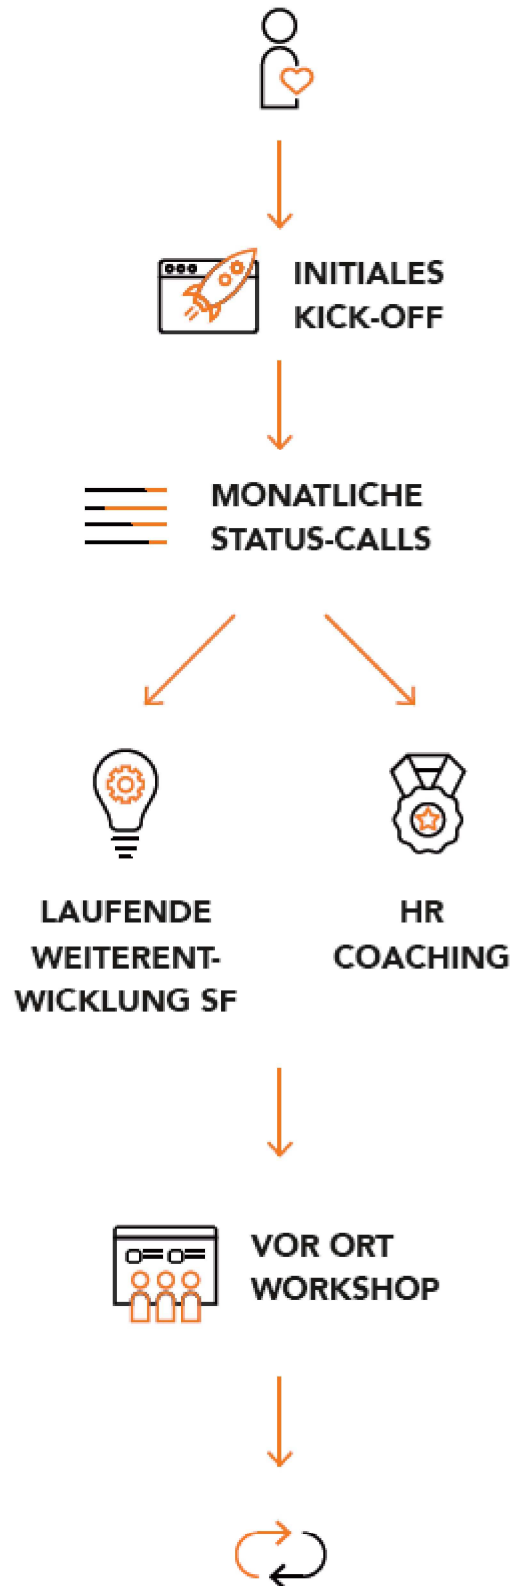 INITIALES
KICK-OFF
MONATLICHE
STATUS-CALLS
LAUFENDE
WEITERENT-
WICKLUNG SF
HR
COACHING
VOR ORT
WORKSHOP